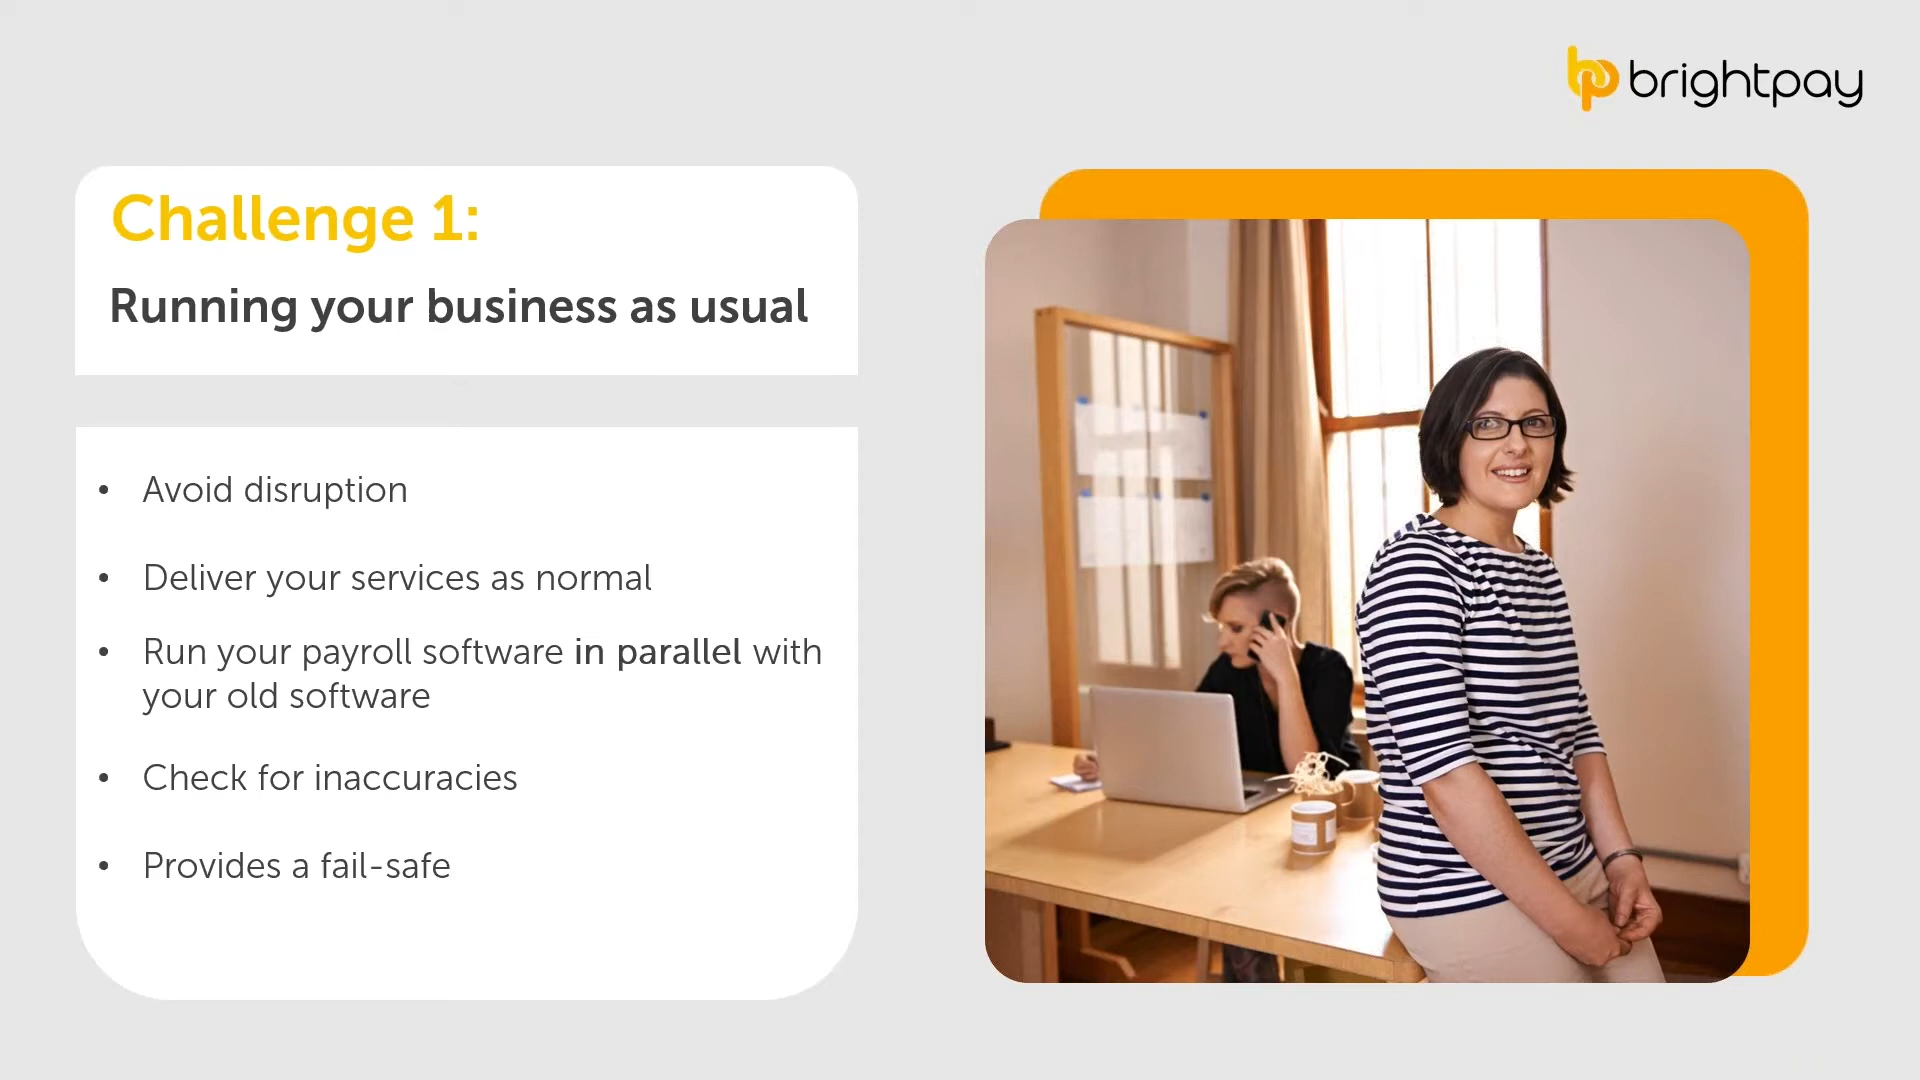 brightpay
Challenge 1:
Running your business as usual
• Avoid disruption
• Deliver your services as normal
• Run your payroll software in parallel with
your old software
• Check for inaccuracies
• Provides a fail-safe